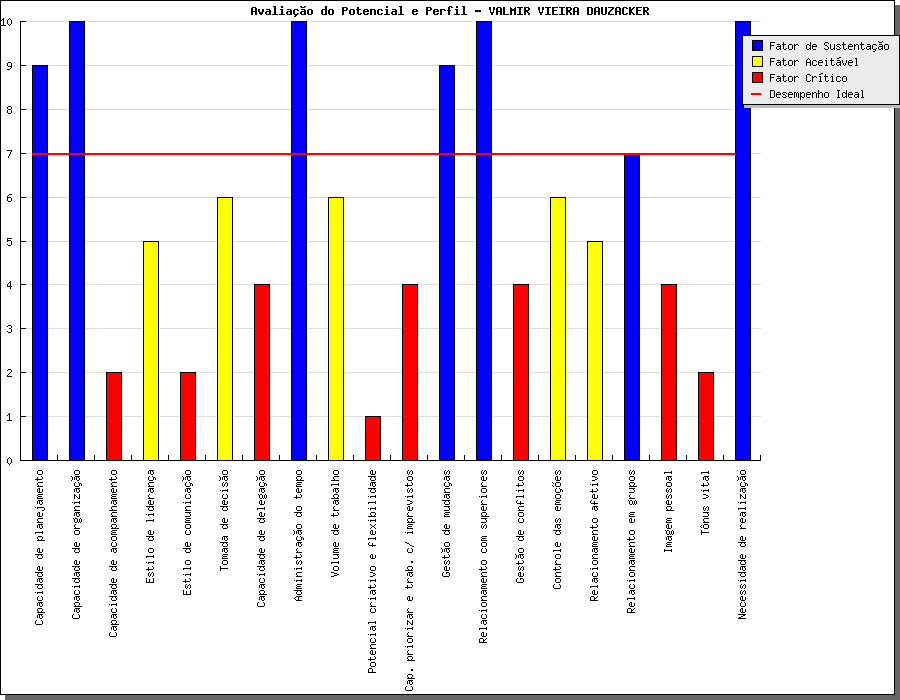 Avaliação do Potencial e Perfil - VALMIR VIEIRA DAUZACKER
Fator de Sustentação
Fator Aceitável
Fator Crítico
Desempenho Ideal
10
9
8
7
6
5
4
3
2
1
0
Capacidade de planejamento
Capacidade de organização
Capacidade de acompanhamento
Estilo de liderança
Estilo de comunicação
Tomada de decisão
Capacidade de delegação
Administração do tempo
Volume de trabalho
Potencial criativo e flexibilidade
Cap. priorizar e trab. c/ imprevistos
Gestão de mudanças
Relacionamento com superiores
Gestão de conflitos
Controle das emoções
Relacionamento afetivo
Relacionamento em grupos
Imagem pessoal
Tônus vital
Necessidade de realização